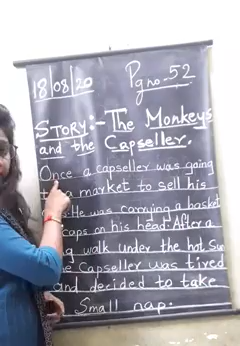 18/08/20 Pg no-52
STORY:- The Monkeys
and the Capseller.
Once a capseller was going
a market to sell his
He was carrying a basket
caps on his head. After a
walk under the hot Sun
Capseller was tired
and decided to take
Small nap.